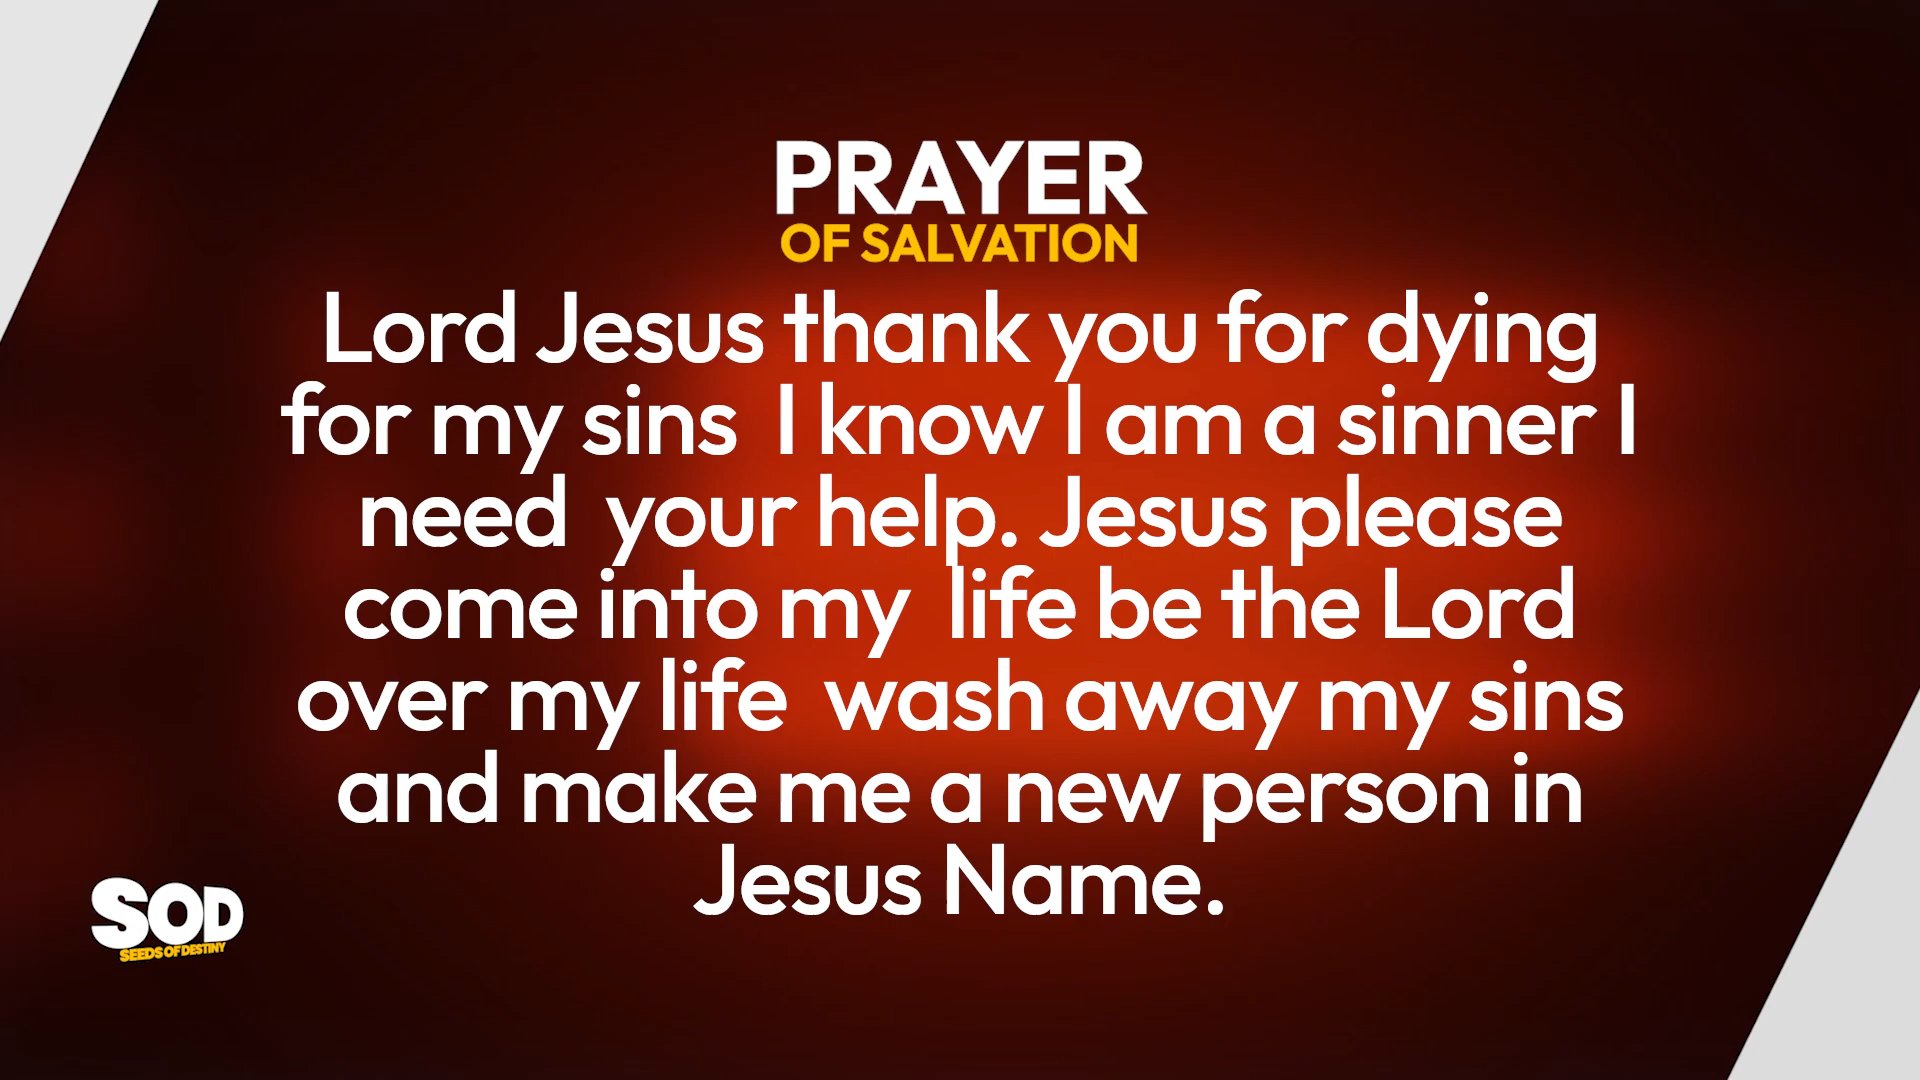 PRAYER
OF SALVATION
Lord Jesus thank you for dying
for my sins  I know I am a sinner I
need  your help. Jesus please
come into my  life be the Lord
over my life  wash away my sins
and make me a new person in
Jesus Name.
SOD
SEEDS OF DESTINY